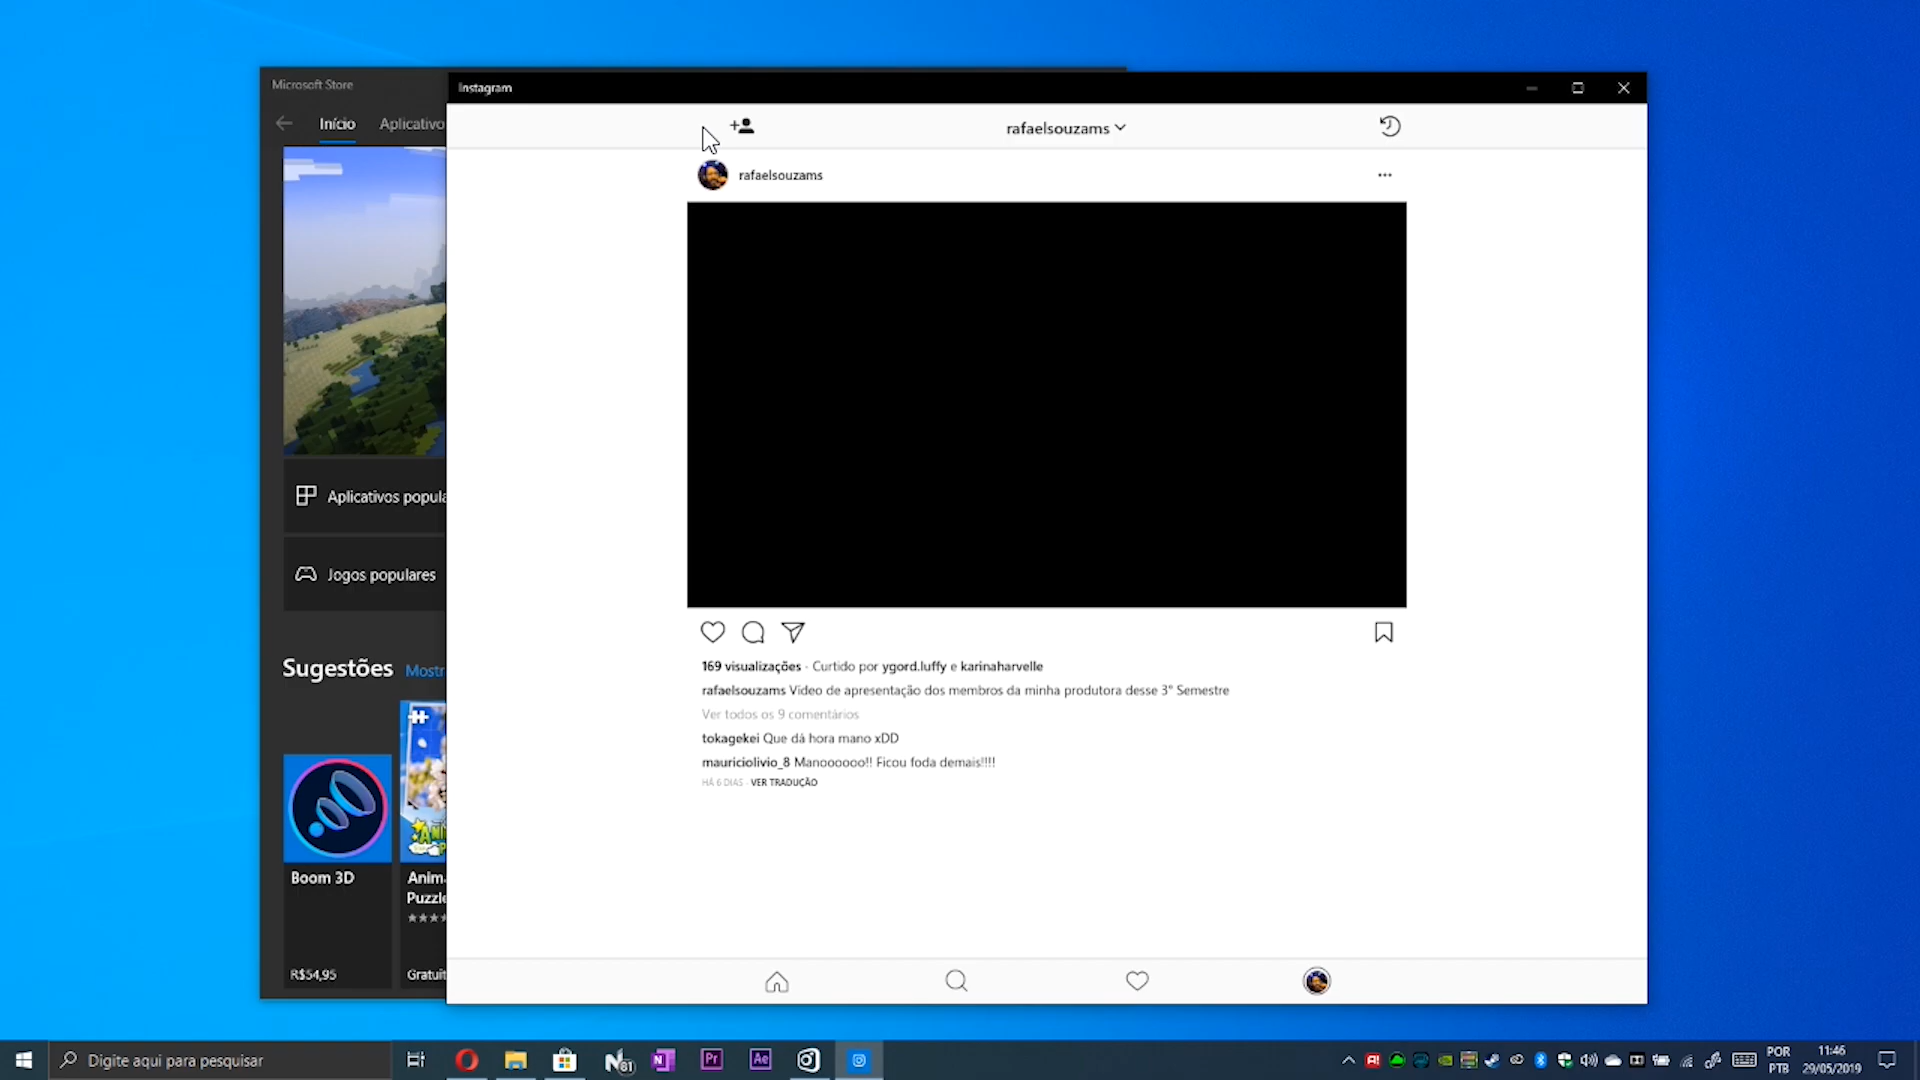 Microsoft Store
Início Aplicativo
Aplicativos popula
Jogos populares
Sugestões Mostr
Boom 3D
R$54,95
Anim
Puzzle
Gratuit
Instagram
rafaelsouzams
rafaelsouzams
169 visualizações · Curtido por ygord.luffy e karinaharvelle
rafaelsouzams Vídeo de apresentação dos membros da minha produtora desse 3° Semestre
Ver todos os 9 comentários
tokagekei Que dá hora mano xDD
mauriciolivio_8 Manoooooo!! Ficou foda demais!!!!
HÁ 6 DIAS · VER TRADUÇÃO
Digite aqui para pesquisar
Pr
Ae
POR
PTB
11:46
29/05/2019